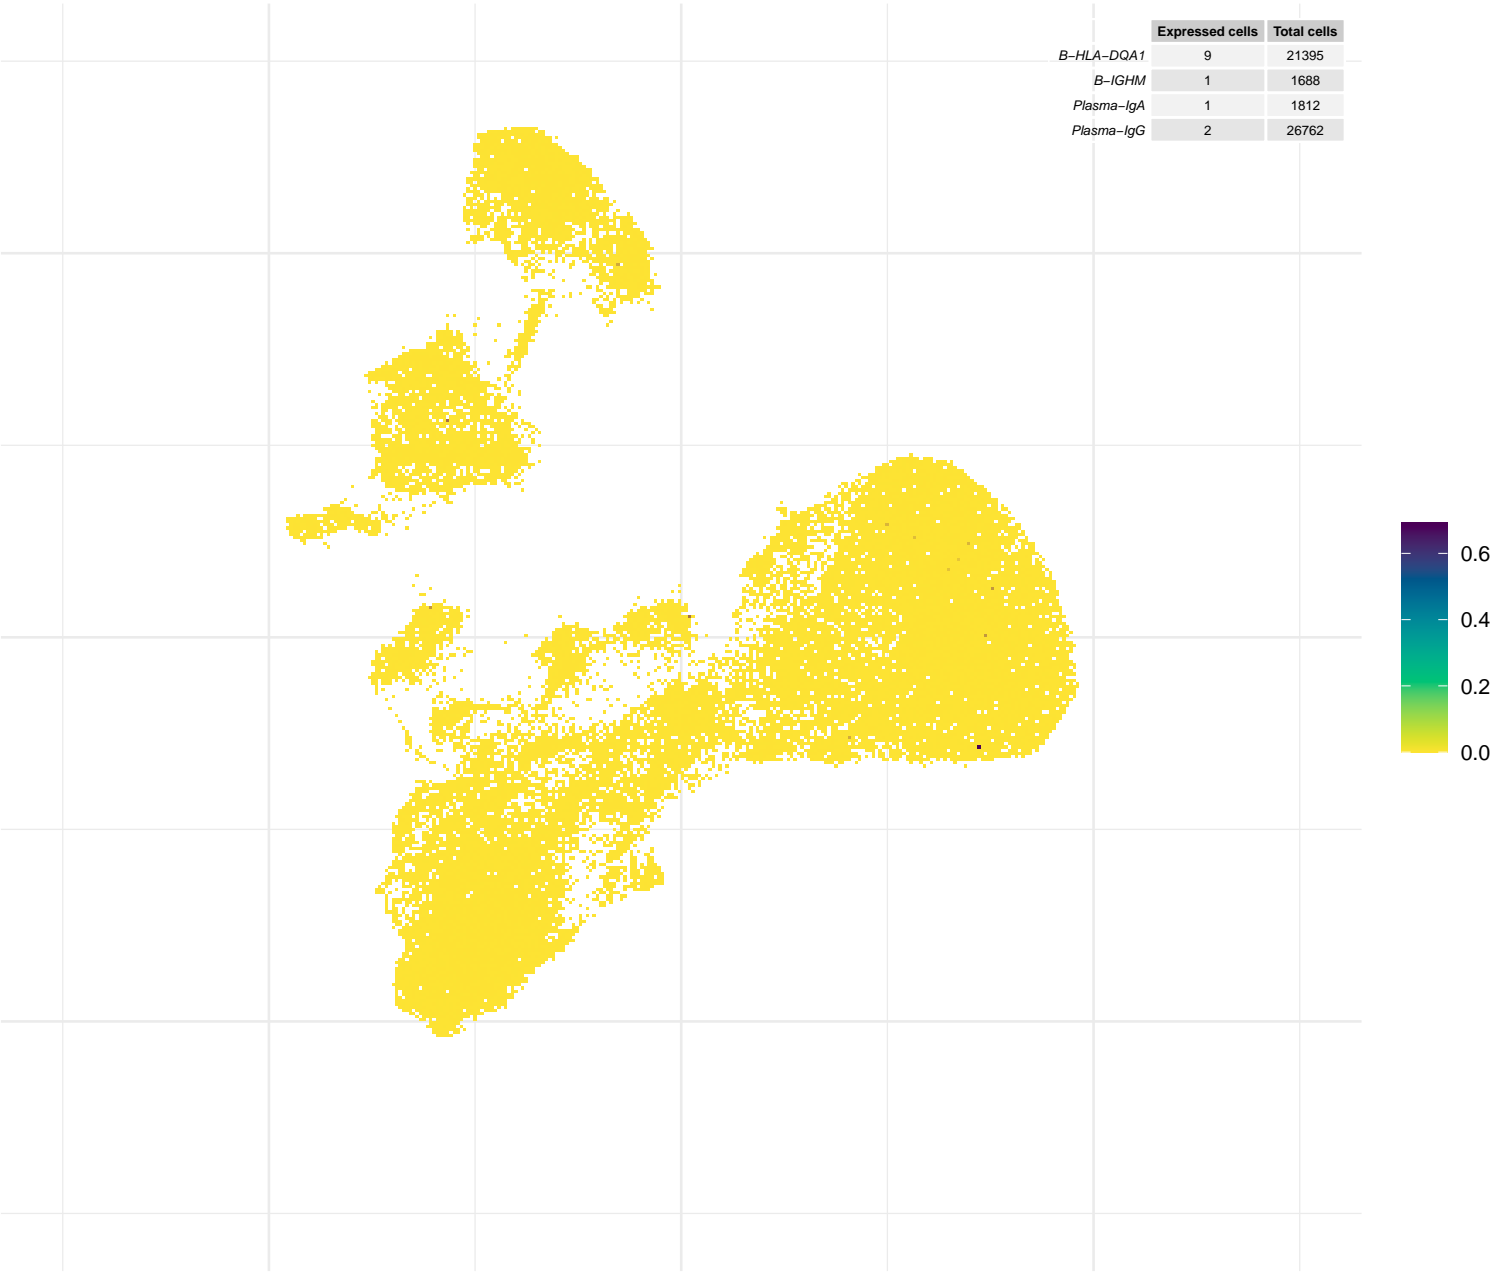 Expressed cells Total cells
B-HLA-DQA1 9 21395
B-IGHM 1 1688
Plasma-IgA 1 1812
Plasma-IgG 2 26762
0.6
0.4
0.2
0.0